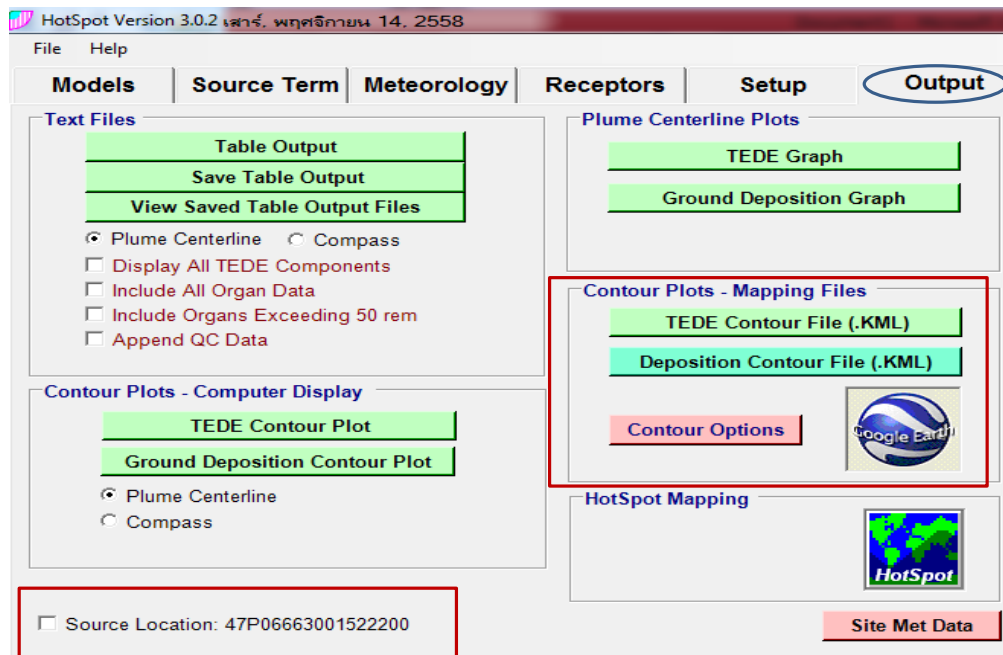 HotSpot Version 3.0.2 เสาร์, พฤศจิกายน 14, 2558
File Help
Models Source Term Meteorology Receptors Setup Output
Text Files
Table Output
Save Table Output
View Saved Table Output Files
Plume Centerline Compass
Display All TEDE Components
Include All Organ Data
Include Organs Exceeding 50 rem
Append QC Data
Plume Centerline Plots
TEDE Graph
Ground Deposition Graph
Contour Plots - Mapping Files
TEDE Contour File (.KML)
Deposition Contour File (.KML)
Contour Options
Google Earth
Contour Plots - Computer Display
TEDE Contour Plot
Ground Deposition Contour Plot
Plume Centerline
Compass
HotSpot Mapping
HotSpot
Source Location: 47P06663001522200
Site Met Data